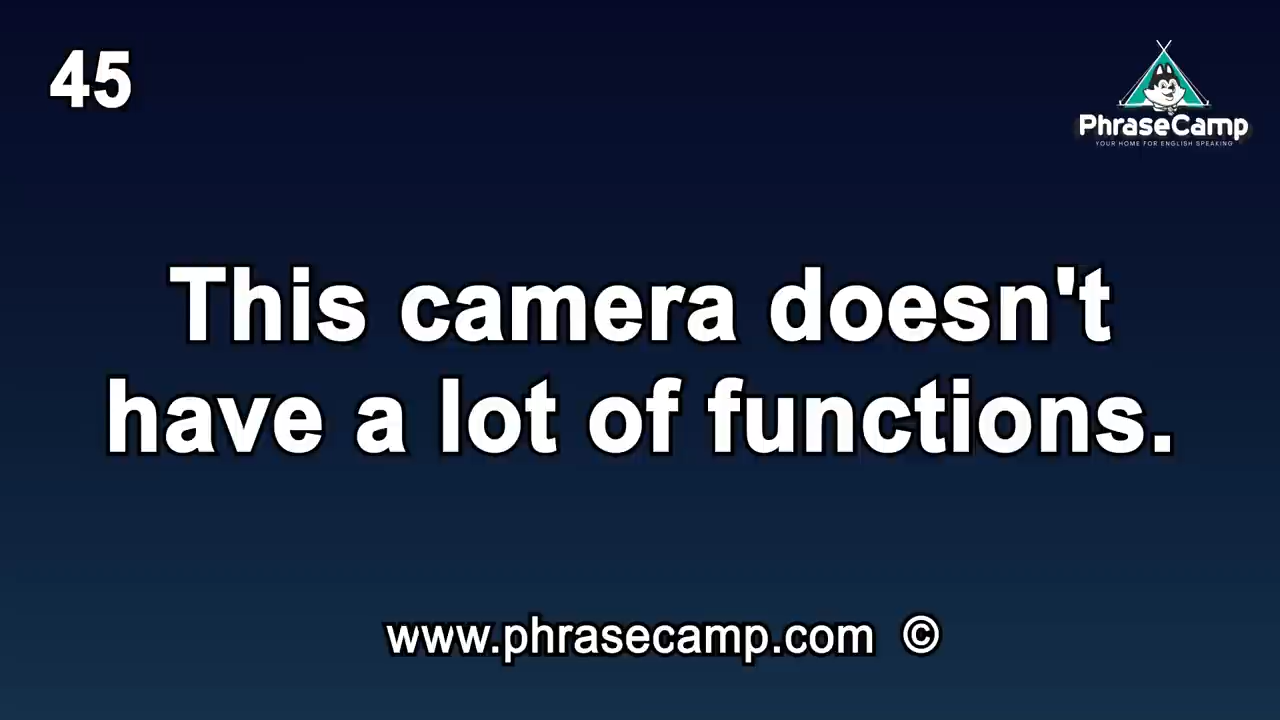 45
PhraseCamp
YOUR HOME FOR ENGLISH SPEAKING
This camera doesn't
have a lot of functions.
www.phrasecamp.com ©